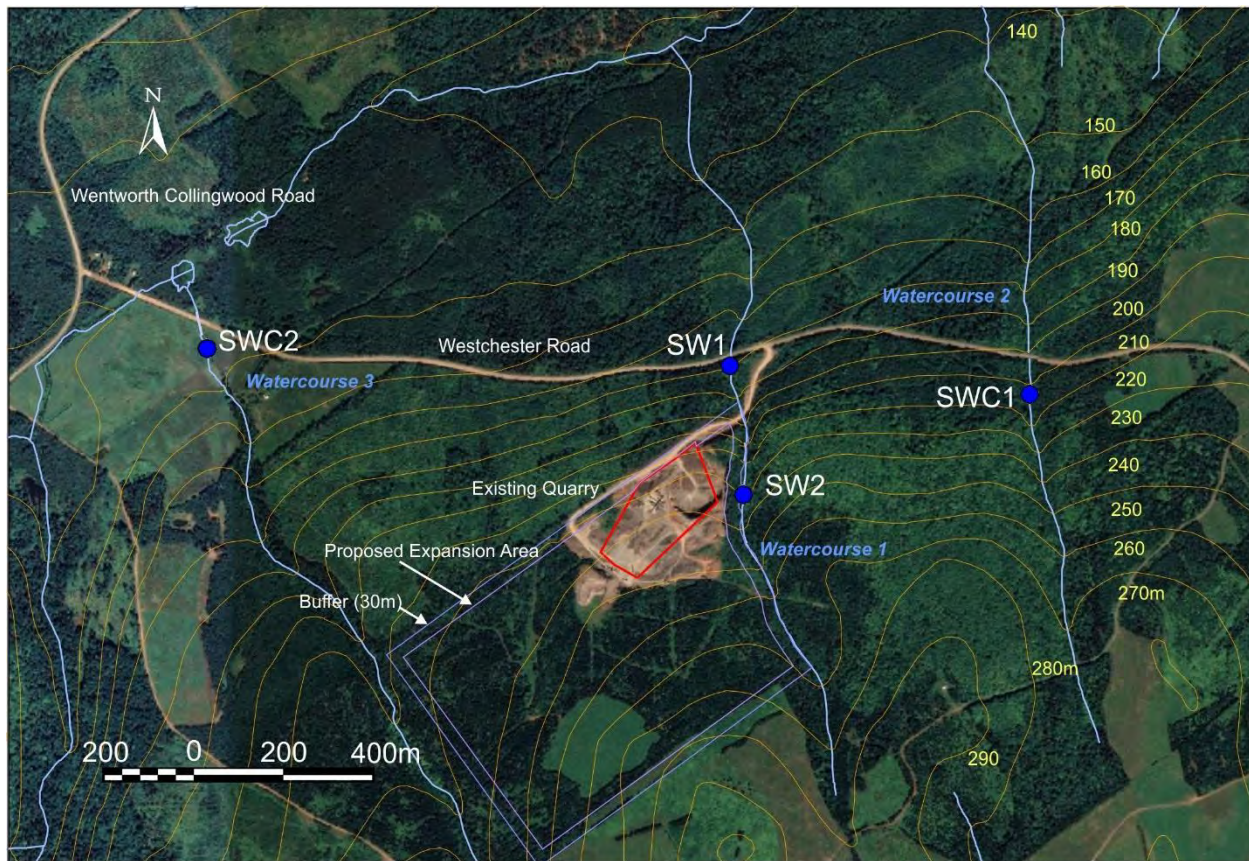 140
N
150
160
Wentworth Collingwood Road
170
180
190
Watercourse 2
200
SWC2
Westchester Road
SW1
210
Watercourse 3
220
SWC1
230
240
Existing Quarry
SW2
250
Proposed Expansion Area
Watercourse 1
260
Buffer (30m)
270m
280m
200 0 200 400m
290